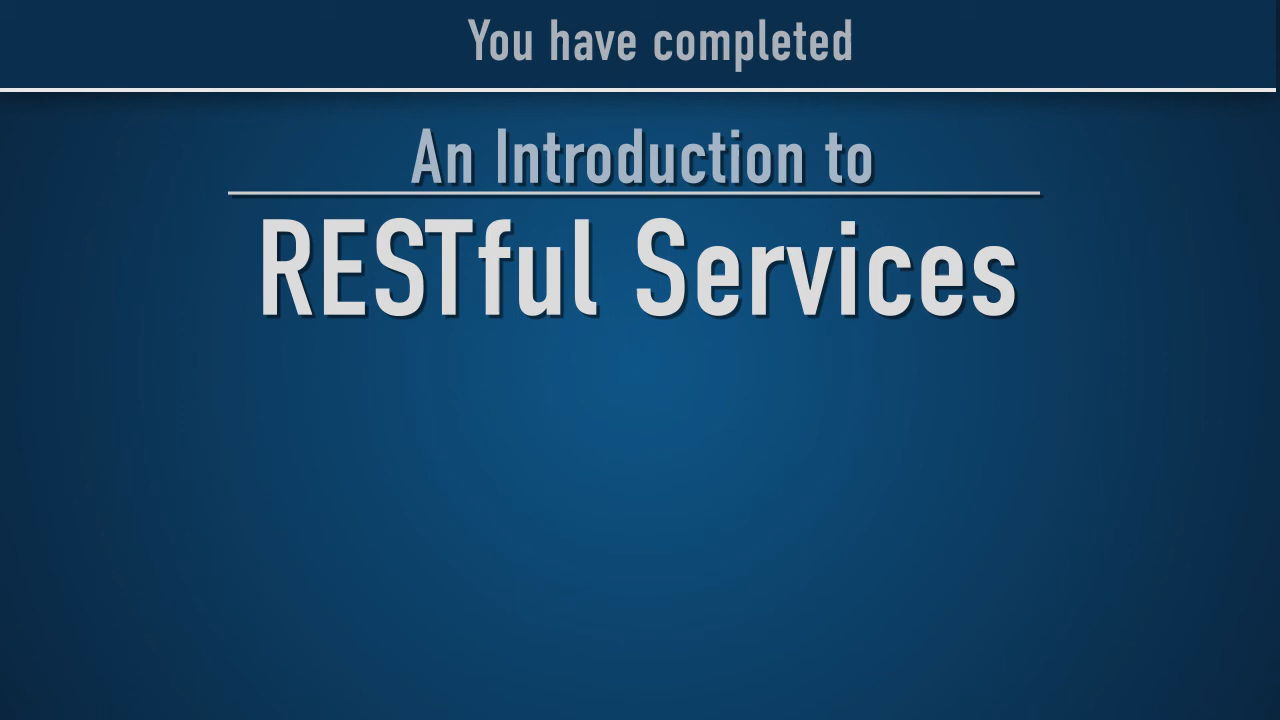 You have completed
An Introduction to
RESTful Services